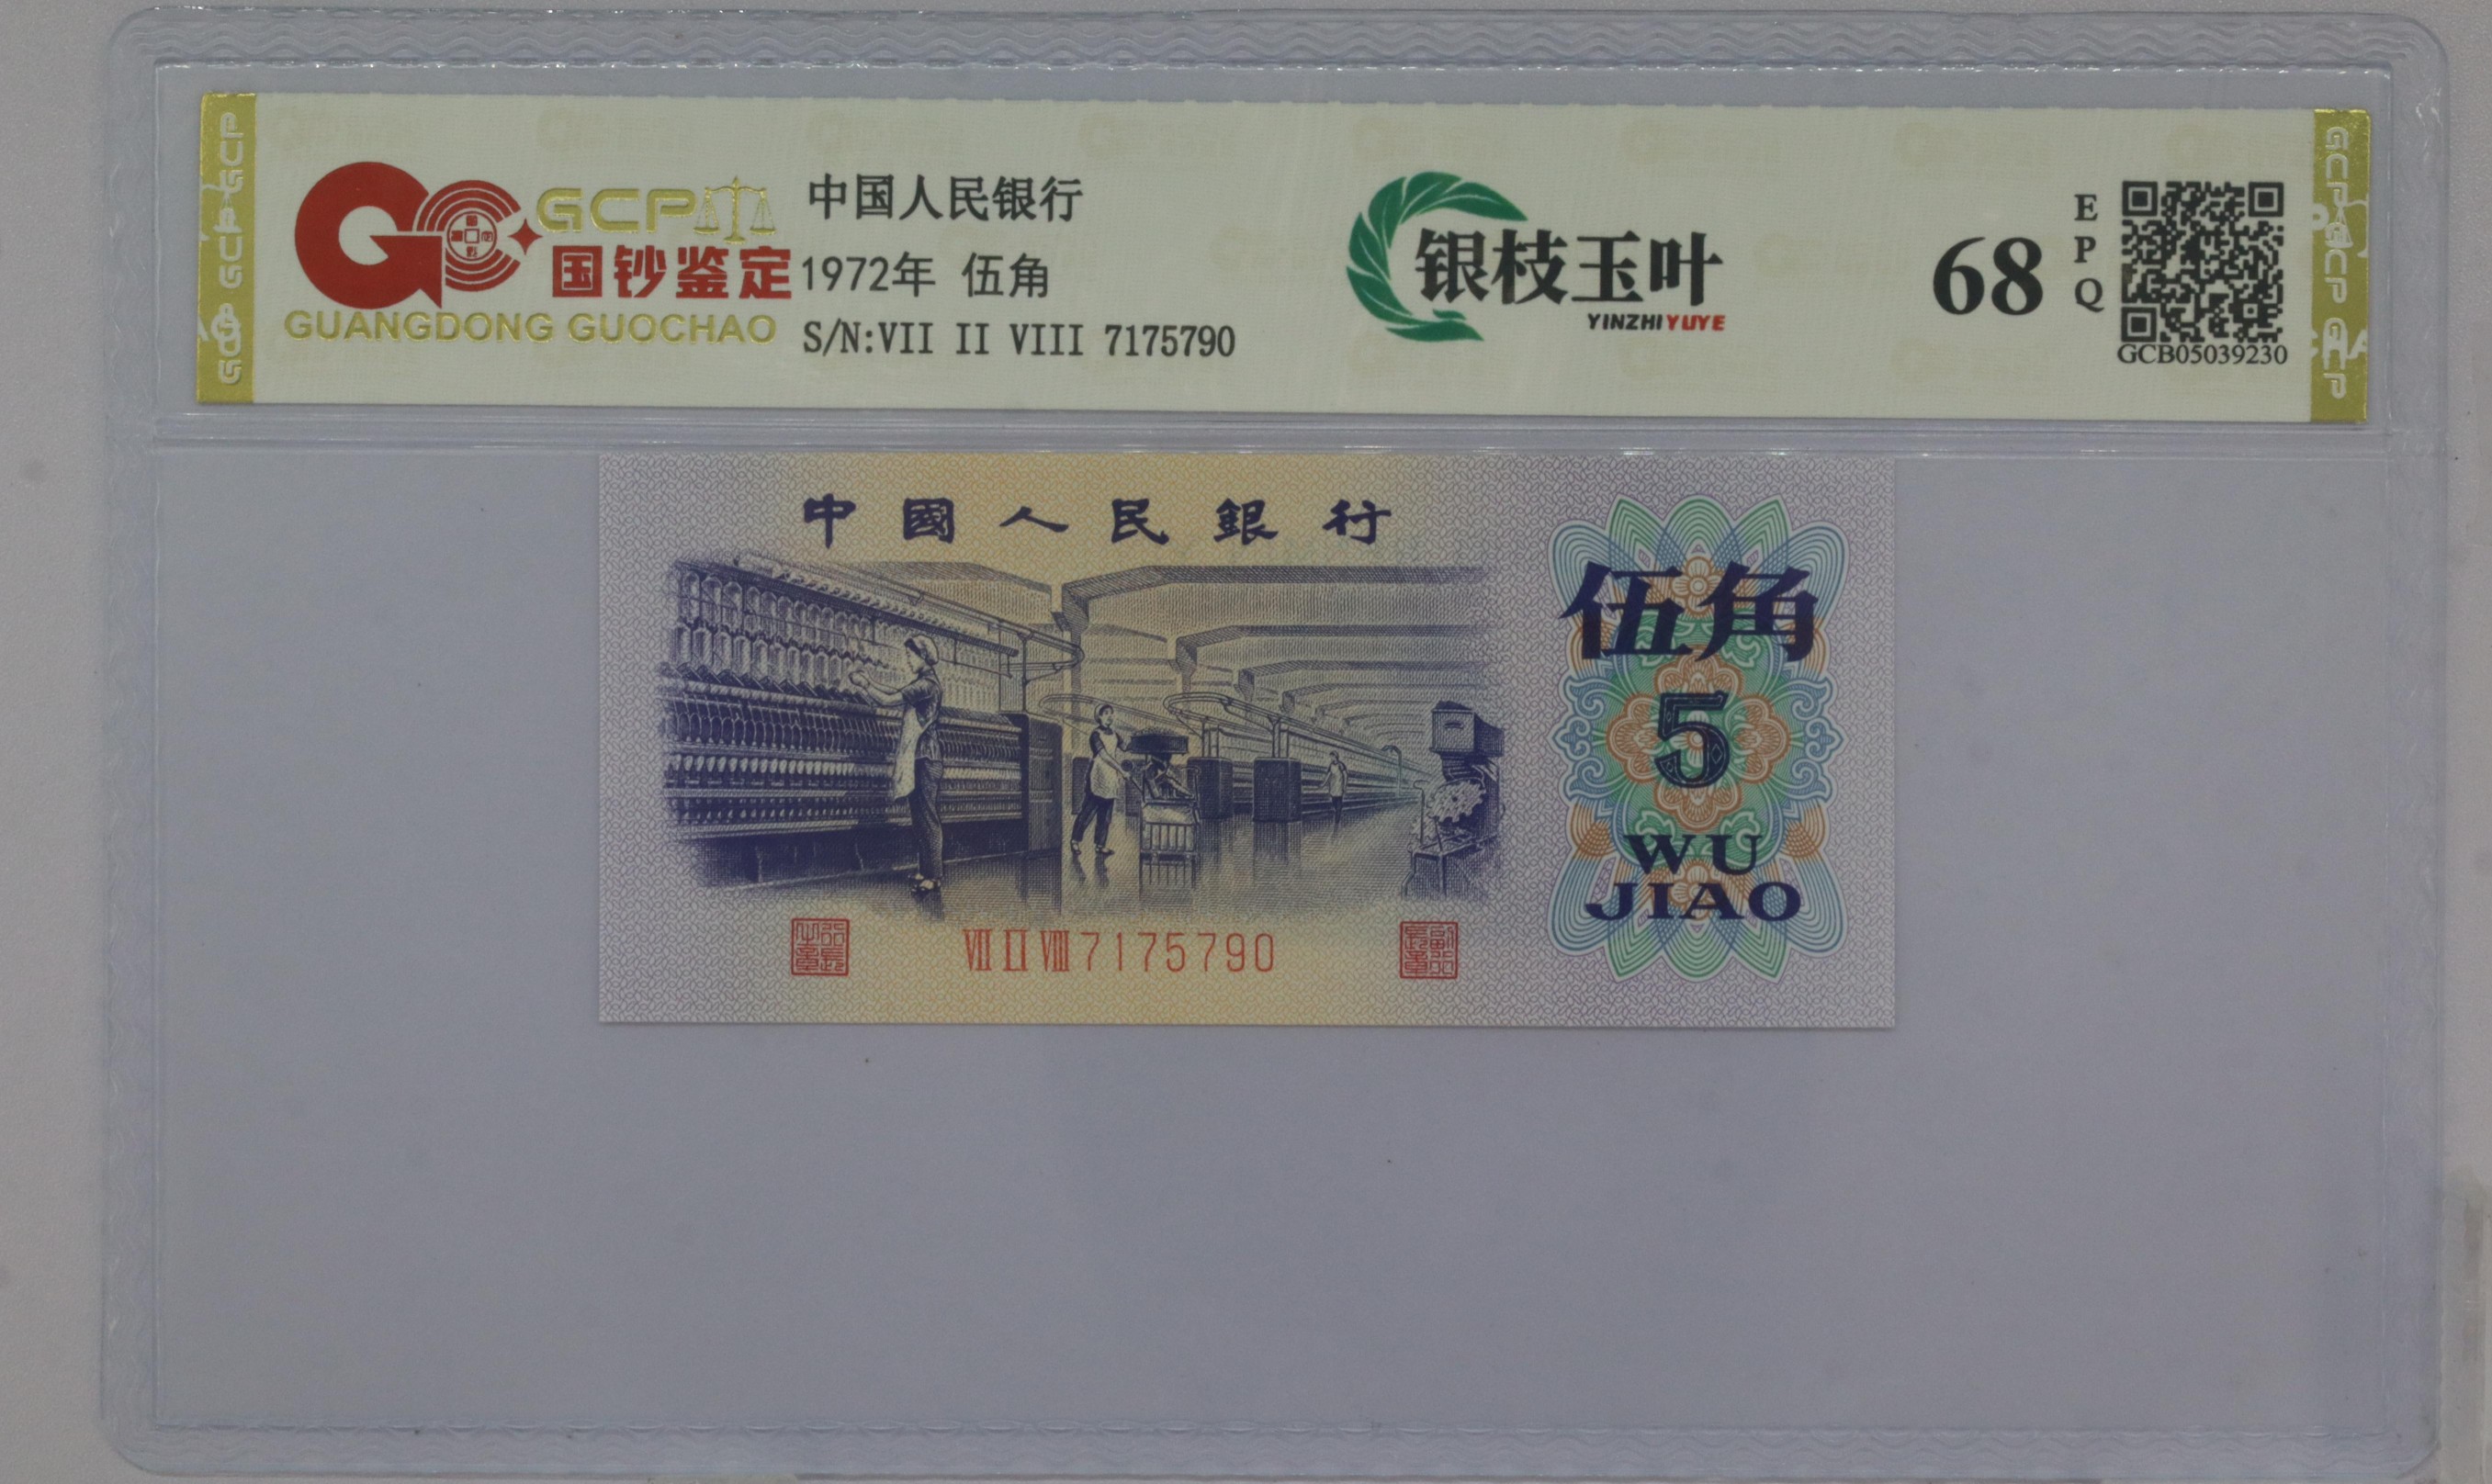 GCP
国钞鉴定
GUANGDONG GUOCHAO
中国人民银行
1972年 伍角
S/N:VII II VIII 7175790
银枝玉叶
YINZHIYUYE
68
EPQ
GCB05039230
中國人民銀行
伍角
5
WU
JIAO
VII II VIII 7175790